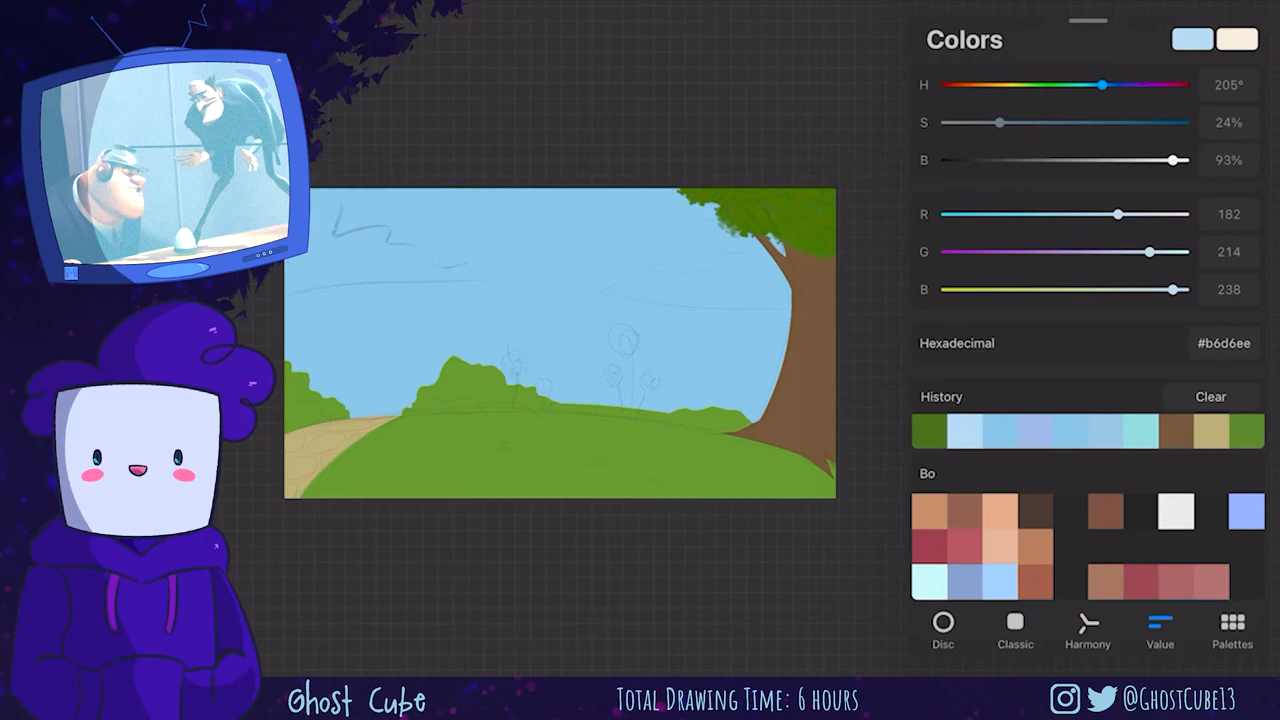 Colors
H 205°
S 24%
B 93%
R 182
G 214
B 238
Hexadecimal #b6d6ee
History Clear
Bo
Disc Classic Harmony Value Palettes
Ghost Cube
Total Drawing Time: 6 hours
@GhostCube13